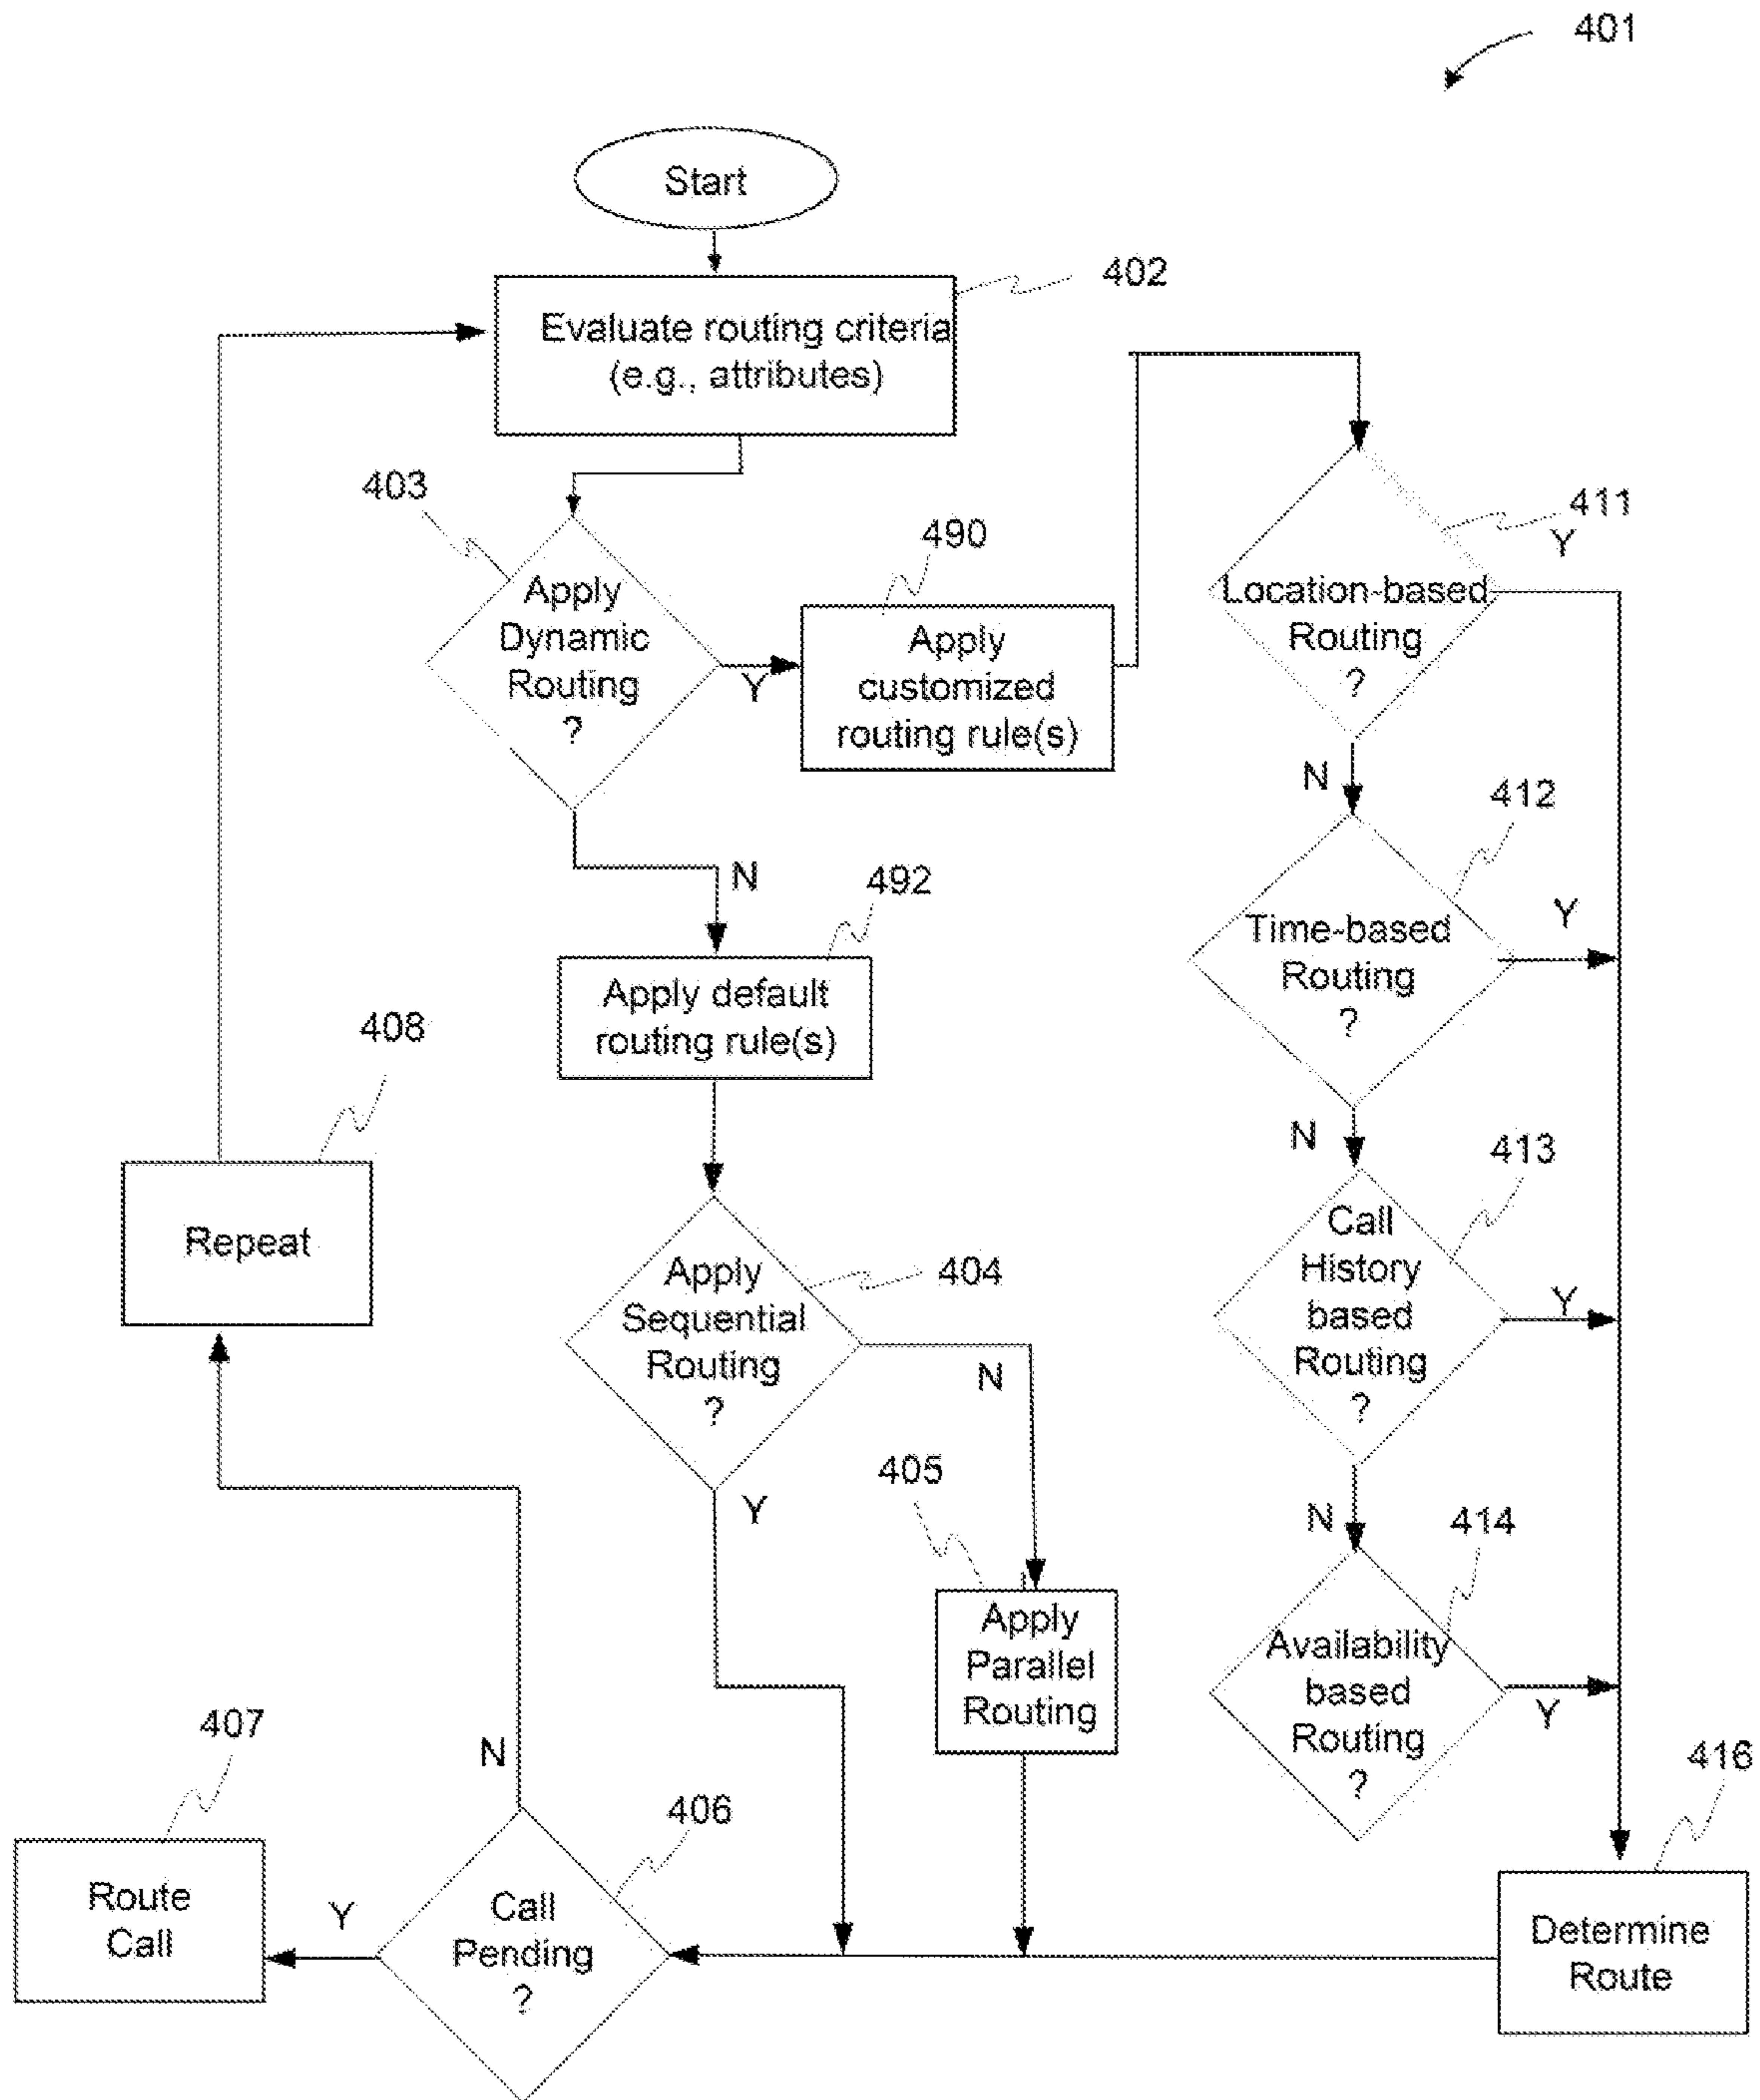 401
Start
402
Evaluate routing criteria
(e.g., attributes)
403
Apply
Dynamic
Routing
?
Y
490
Apply
customized
routing rule(s)
411
Y
Location-based
Routing
?
N
412
Time-based
Routing
?
Y
N
413
Call
History
based
Routing
?
Y
N
414
Availability
based
Routing
?
Y
N
492
Apply default
routing rule(s)
408
Repeat
404
Apply
Sequential
Routing
?
N
Y
405
Apply
Parallel
Routing
416
Determine
Route
406
Call
Pending
?
N
Y
407
Route
Call